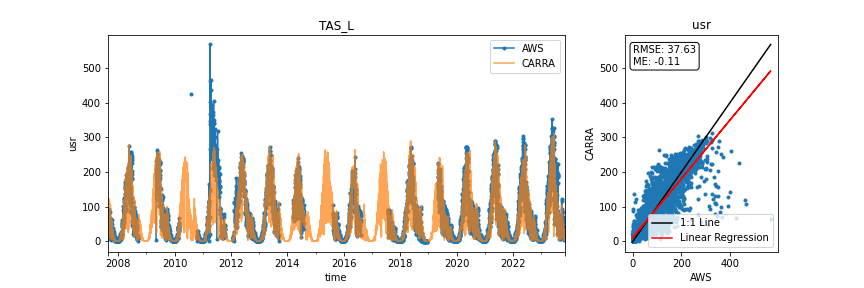 TAS_L
usr
AWS
CARRA
500
400
300
200
100
0
usr
2008
2010
2012
2014
2016
2018
2020
2022
time
usr
RMSE: 37.63
ME: -0.11
500
400
300
200
100
0
CARRA
1:1 Line
Linear Regression
0
200
400
AWS